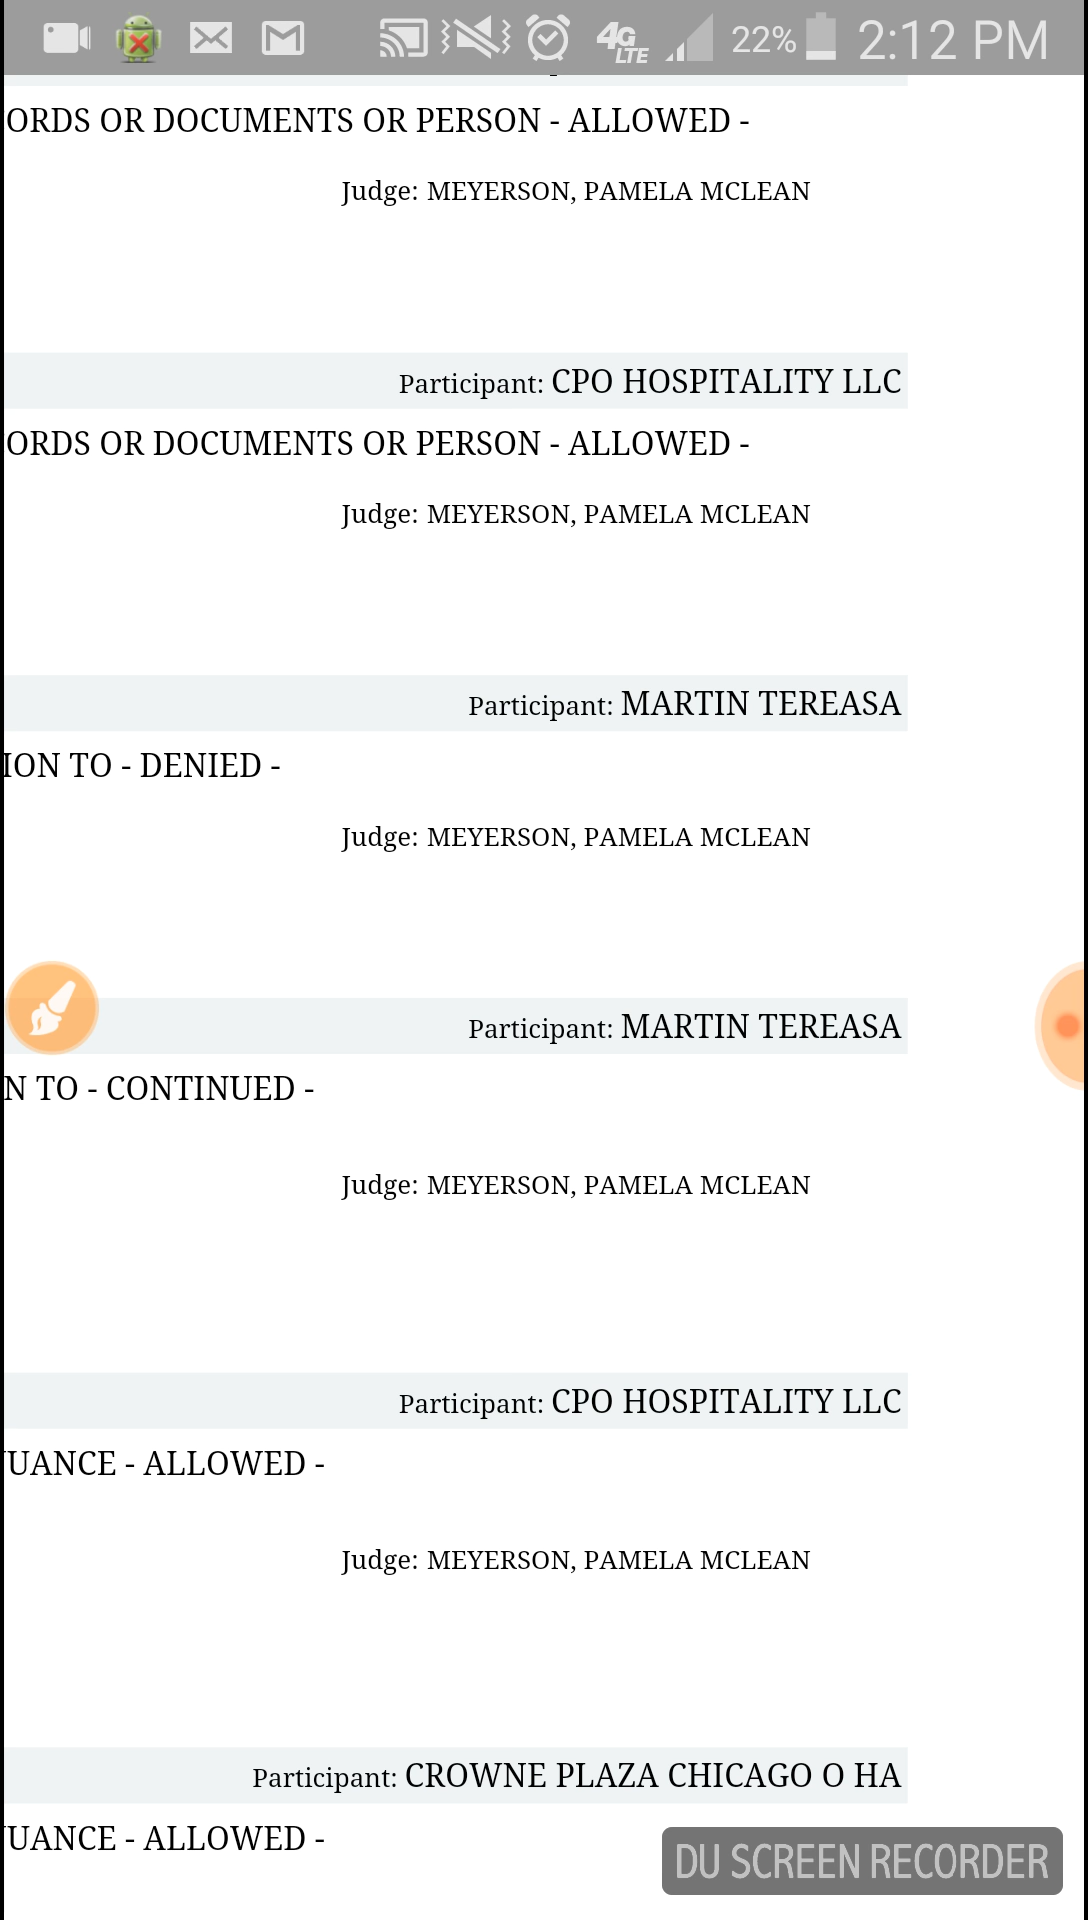 4G LTE 22% 2:12 PM
ORDS OR DOCUMENTS OR PERSON - ALLOWED -
Judge: MEYERSON, PAMELA MCLEAN
Participant: CPO HOSPITALITY LLC
ORDS OR DOCUMENTS OR PERSON - ALLOWED -
Judge: MEYERSON, PAMELA MCLEAN
Participant: MARTIN TEREASA
ION TO - DENIED -
Judge: MEYERSON, PAMELA MCLEAN
Participant: MARTIN TEREASA
N TO - CONTINUED -
Judge: MEYERSON, PAMELA MCLEAN
Participant: CPO HOSPITALITY LLC
UANCE - ALLOWED -
Judge: MEYERSON, PAMELA MCLEAN
Participant: CROWNE PLAZA CHICAGO O HA
UANCE - ALLOWED -
DU SCREEN RECORDER